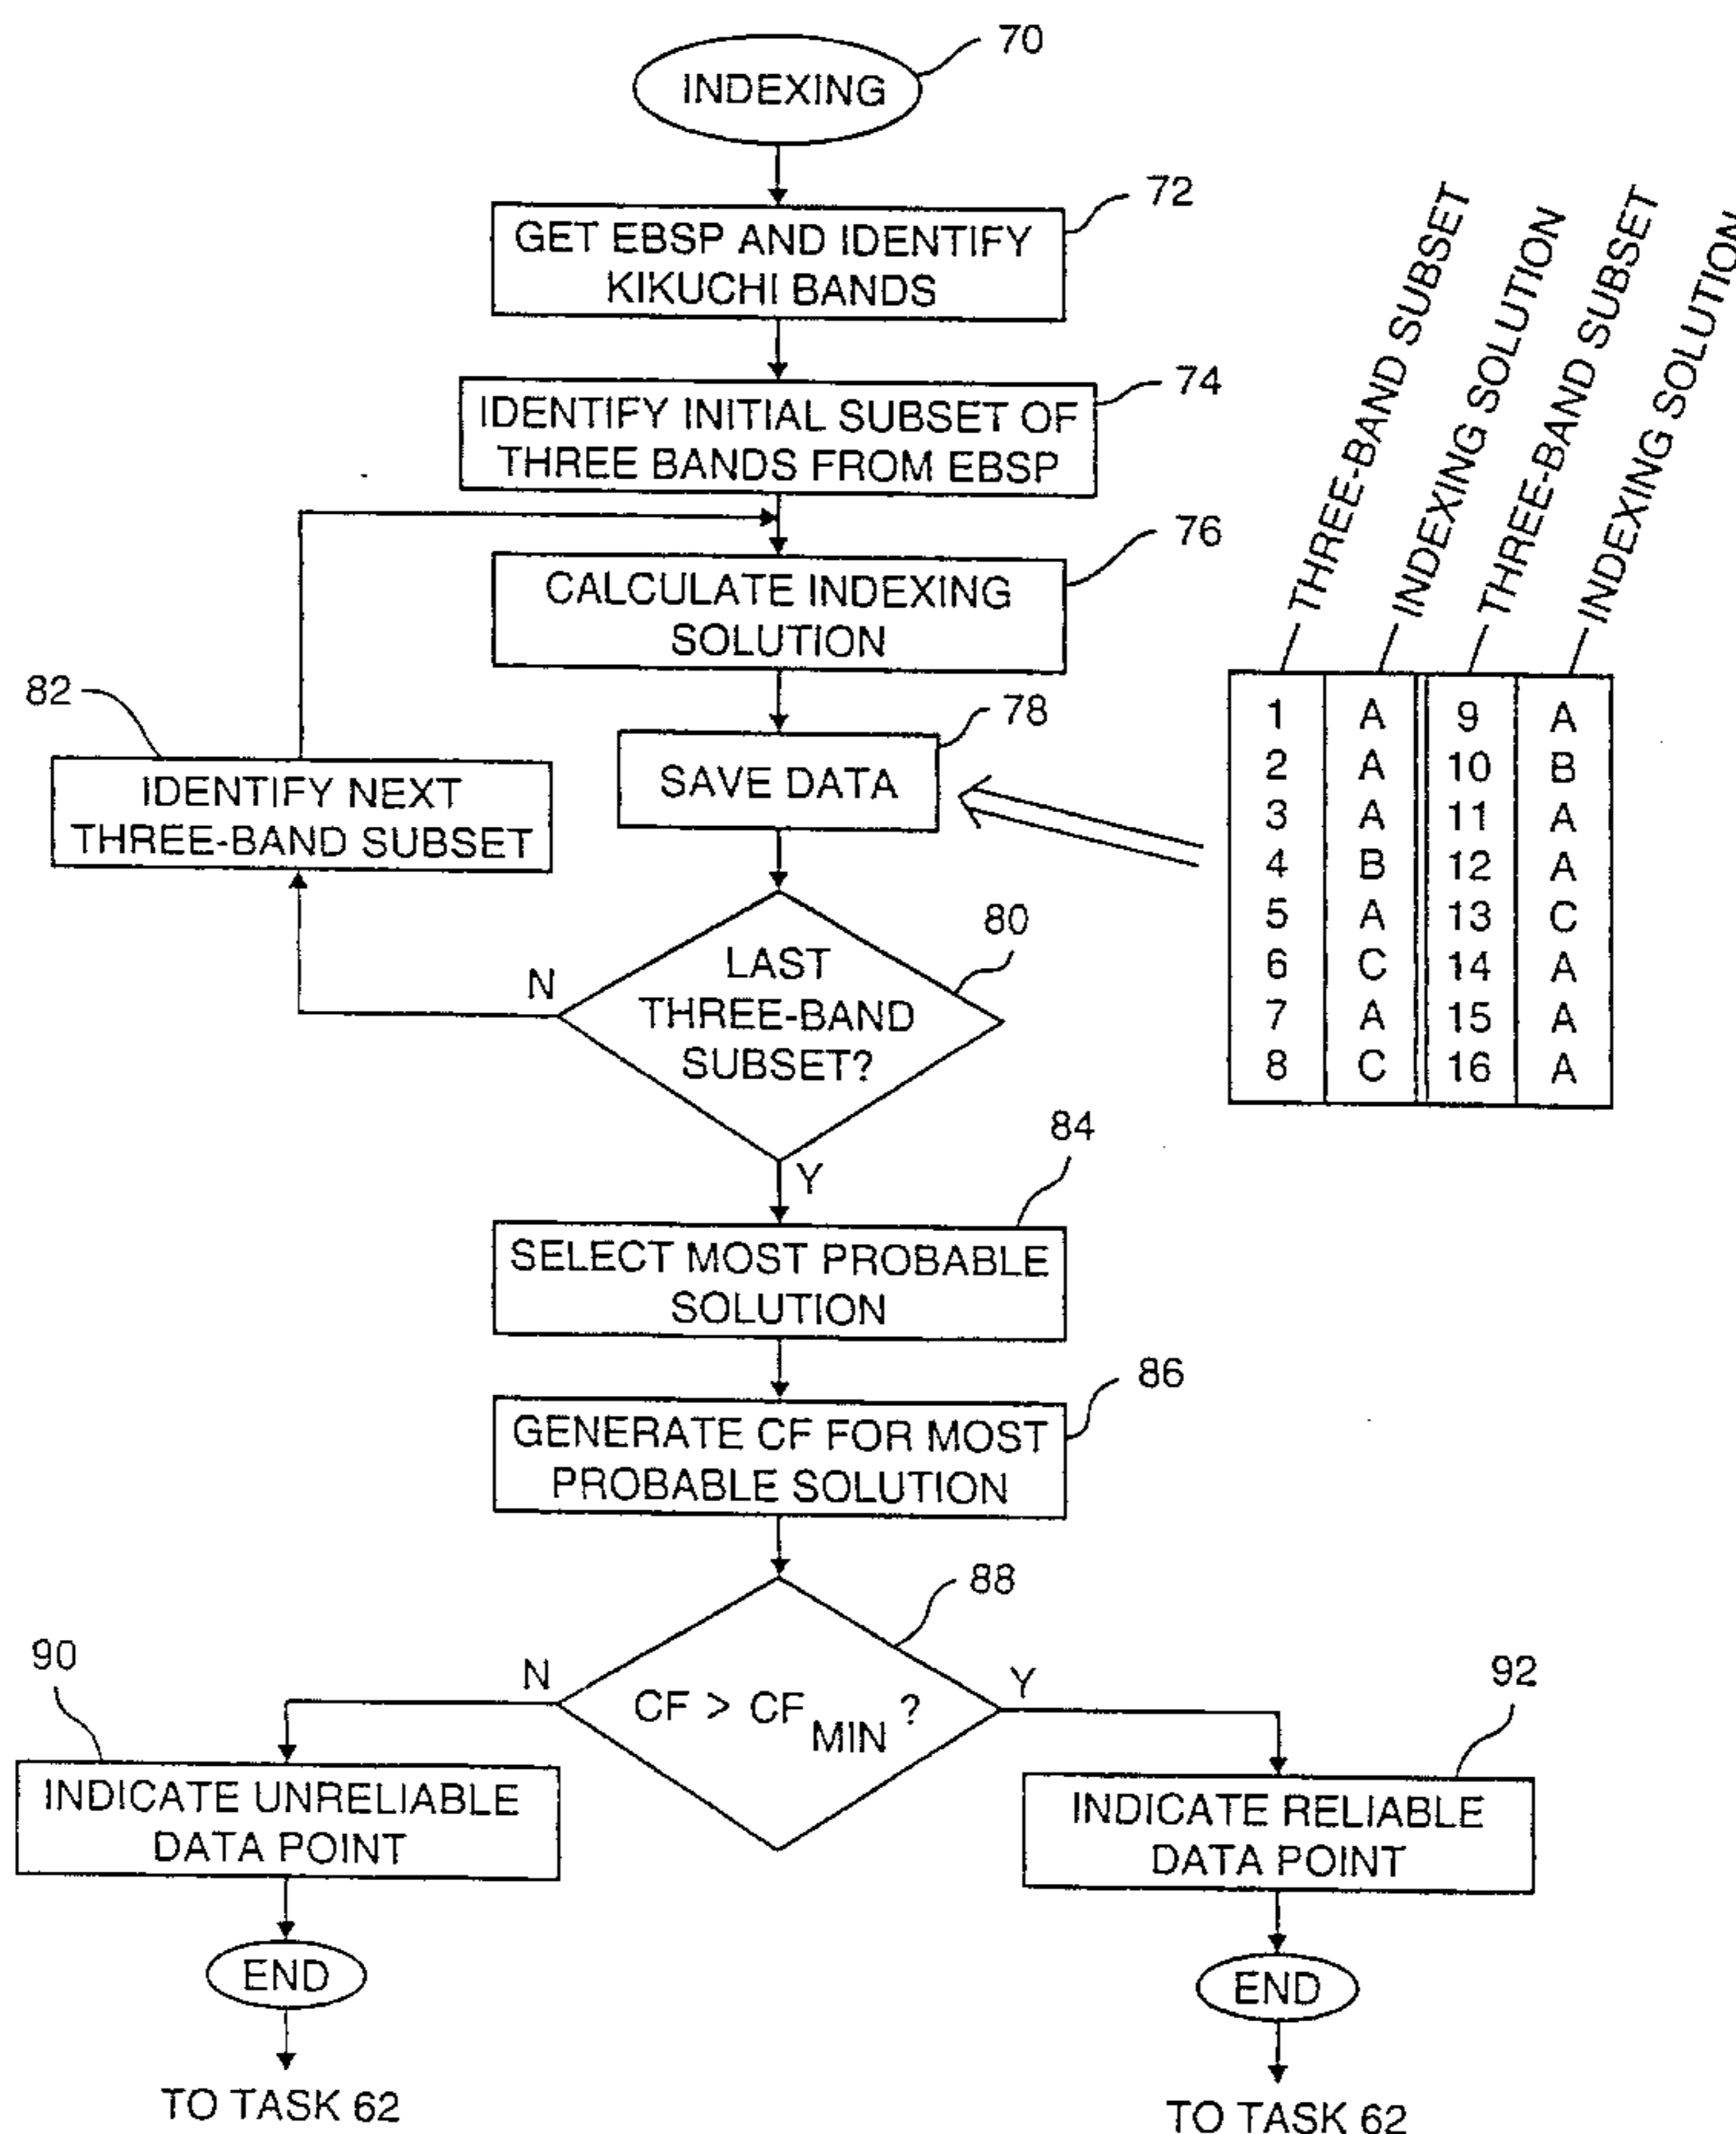 INDEXING
70
GET EBSP AND IDENTIFY
KIKUCHI BANDS
72
IDENTIFY INITIAL SUBSET OF
THREE BANDS FROM EBSP
74
CALCULATE INDEXING
SOLUTION
76
SAVE DATA
78
82
IDENTIFY NEXT
THREE-BAND SUBSET
LAST
THREE-BAND
SUBSET?
80
N
Y
THREE-BAND SUBSET
INDEXING SOLUTION
THREE-BAND SUBSET
INDEXING SOLUTION
1 A 9 A
2 A 10 B
3 A 11 A
4 B 12 A
5 A 13 C
6 C 14 A
7 A 15 A
8 C 16 A
84
SELECT MOST PROBABLE
SOLUTION
86
GENERATE CF FOR MOST
PROBABLE SOLUTION
88
CF > CF MIN ?
N
Y
90
INDICATE UNRELIABLE
DATA POINT
END
TO TASK 62
92
INDICATE RELIABLE
DATA POINT
END
TO TASK 62